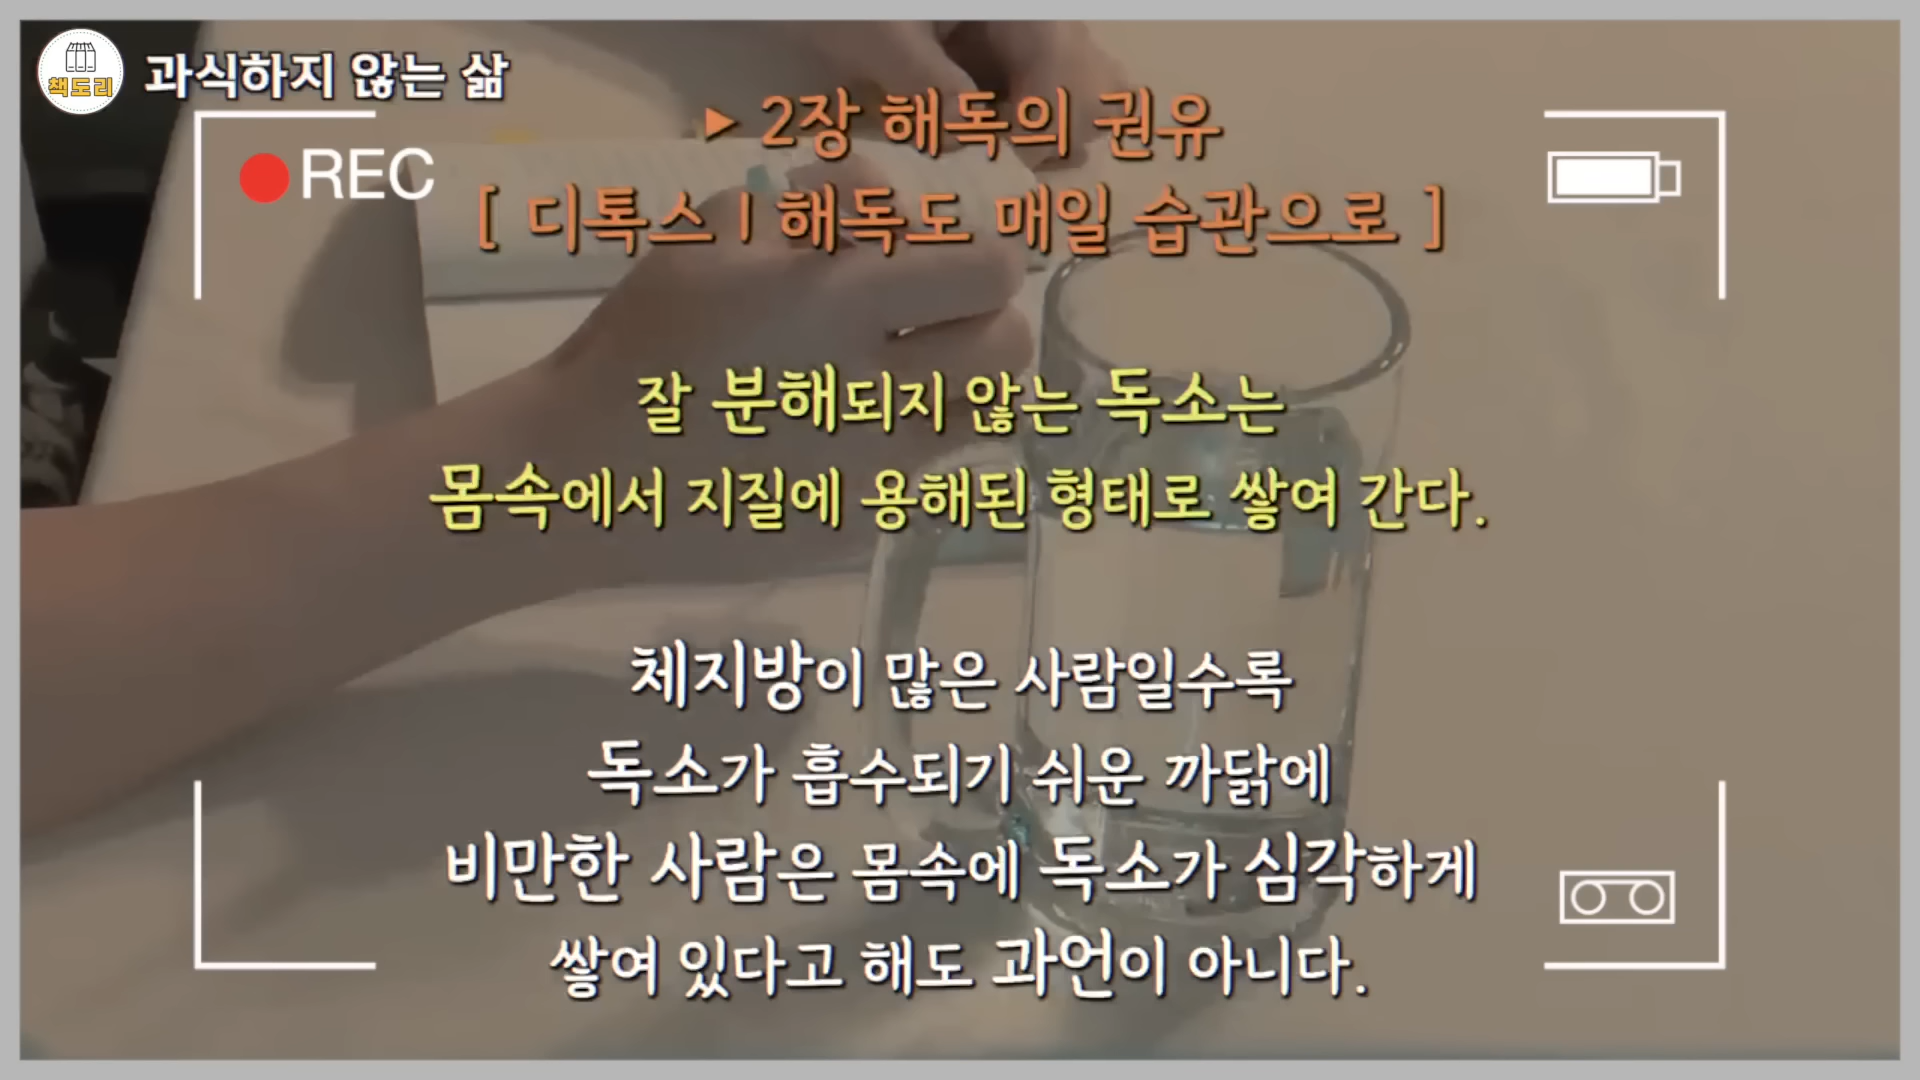 책도리
과식하지 않는 삶
REC
▶ 2장 해독의 권유
[ 디톡스 I 해독도 매일 습관으로 ]
잘 분해되지 않는 독소는
몸속에서 지질에 용해된 형태로 쌓여 간다.
체지방이 많은 사람일수록
독소가 흡수되기 쉬운 까닭에
비만한 사람은 몸속에 독소가 심각하게
쌓여 있다고 해도 과언이 아니다.